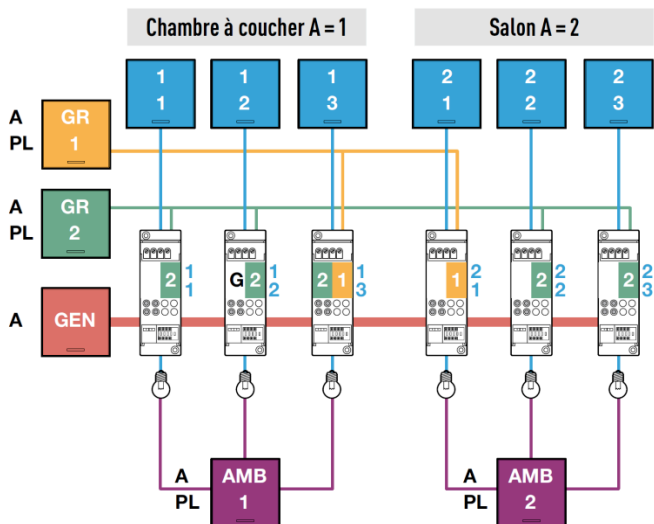 Chambre à coucher A = 1
Salon A = 2
1 1 1 2 2 2
1 2 3 1 2 3
A GR
PL 1
A GR
PL 2
2 1 G 2 1 2 1 1 1 2 2 2 2 2
1 2 3 1 2 3
A GEN
A AMB A AMB
PL 1 PL 2